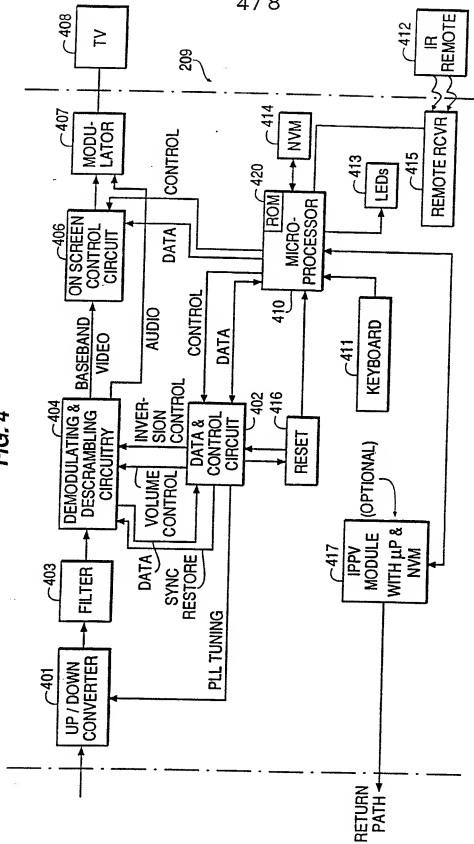 478
FIG. 4
209
401
UP / DOWN
CONVERTER
403
FILTER
404
DEMODULATING &
DESCRAMBLING
CIRCUITRY
BASEBAND
VIDEO
AUDIO
406
ON SCREEN
CONTROL
CIRCUIT
407
MODU-
LATOR
408
TV
PLL TUNING
DATA
SYNC
RESTORE
VOLUME
CONTROL
INVER-
SION
CONTROL
DATA & CONTROL
CIRCUIT
402
CONTROL
DATA
DATA
CONTROL
416
RESET
410
420
ROM
MICRO-
PROCESSOR
414
NVM
413
LEDs
412
IR
REMOTE
415
REMOTE RCVR
411
KEYBOARD
417
IPPV
MODULE
WITH µP &
NVM
(OPTIONAL)
RETURN
PATH